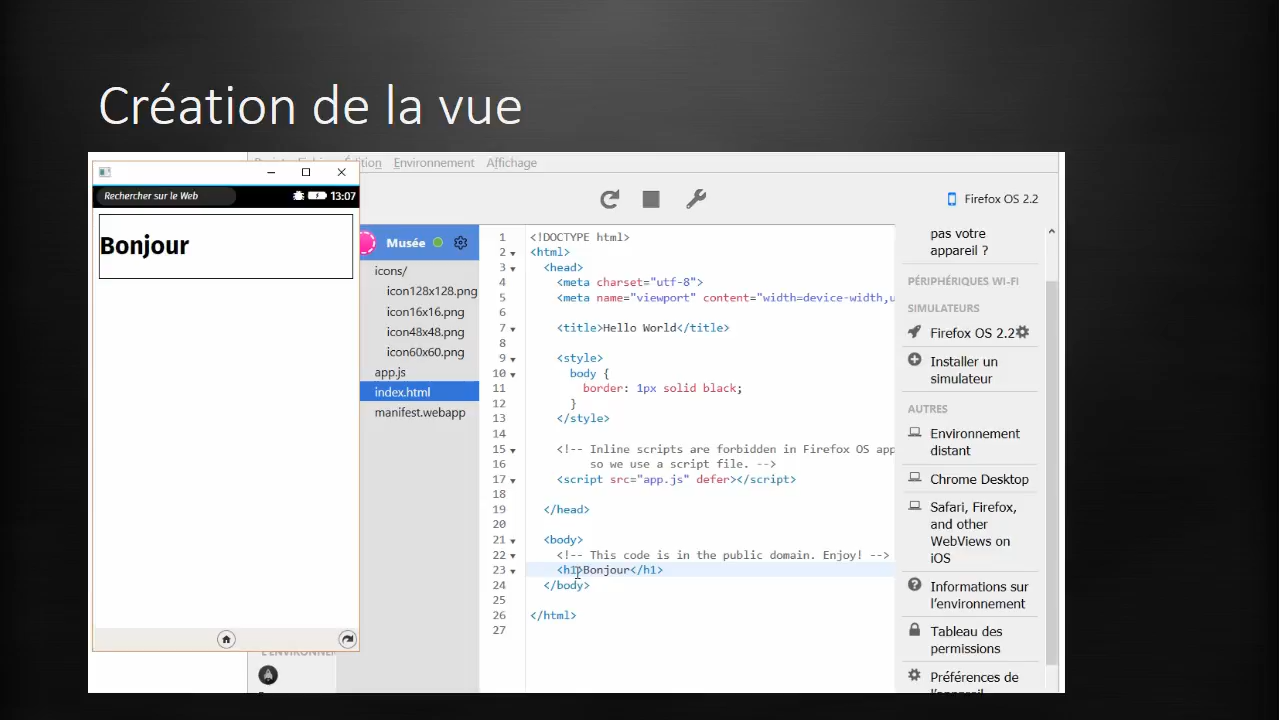 Création de la vue
Édition Environnement Affichage
Rechercher sur le Web 13:07
Bonjour
Firefox OS 2.2
Musée
icons/
icon128x128.png
icon16x16.png
icon48x48.png
icon60x60.png
app.js
index.html
manifest.webapp
1 <!DOCTYPE html>
2 <html>
3 <head>
4 <meta charset="utf-8">
5 <meta name="viewport" content="width=device-width,u
6
7 <title>Hello World</title>
8
9 <style>
10 body {
11 border: 1px solid black;
12 }
13 </style>
14
15 <!-- Inline scripts are forbidden in Firefox OS app
16 so we use a script file. -->
17 <script src="app.js" defer></script>
18
19 </head>
20
21 <body>
22 <!-- This code is in the public domain. Enjoy! -->
23 <h1>Bonjour</h1>
24 </body>
25
26 </html>
27
pas votre
appareil ?
PÉRIPHÉRIQUES WI-FI
SIMULATEURS
Firefox OS 2.2
Installer un
simulateur
AUTRES
Environnement
distant
Chrome Desktop
Safari, Firefox,
and other
WebViews on
iOS
Informations sur
l'environnement
Tableau des
permissions
Préférences de
l'appareil